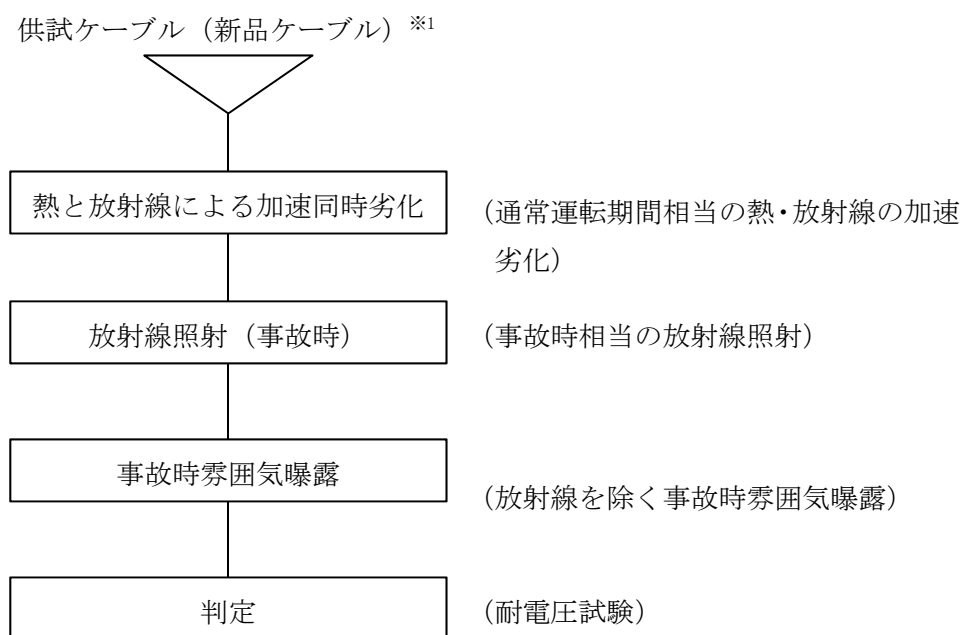 供試ケーブル（新品ケーブル）※1
熱と放射線による加速同時劣化
（通常運転期間相当の熱・放射線の加速
劣化）
放射線照射（事故時）
（事故時相当の放射線照射）
事故時雰囲気曝露
（放射線を除く事故時雰囲気曝露）
判定
（耐電圧試験）